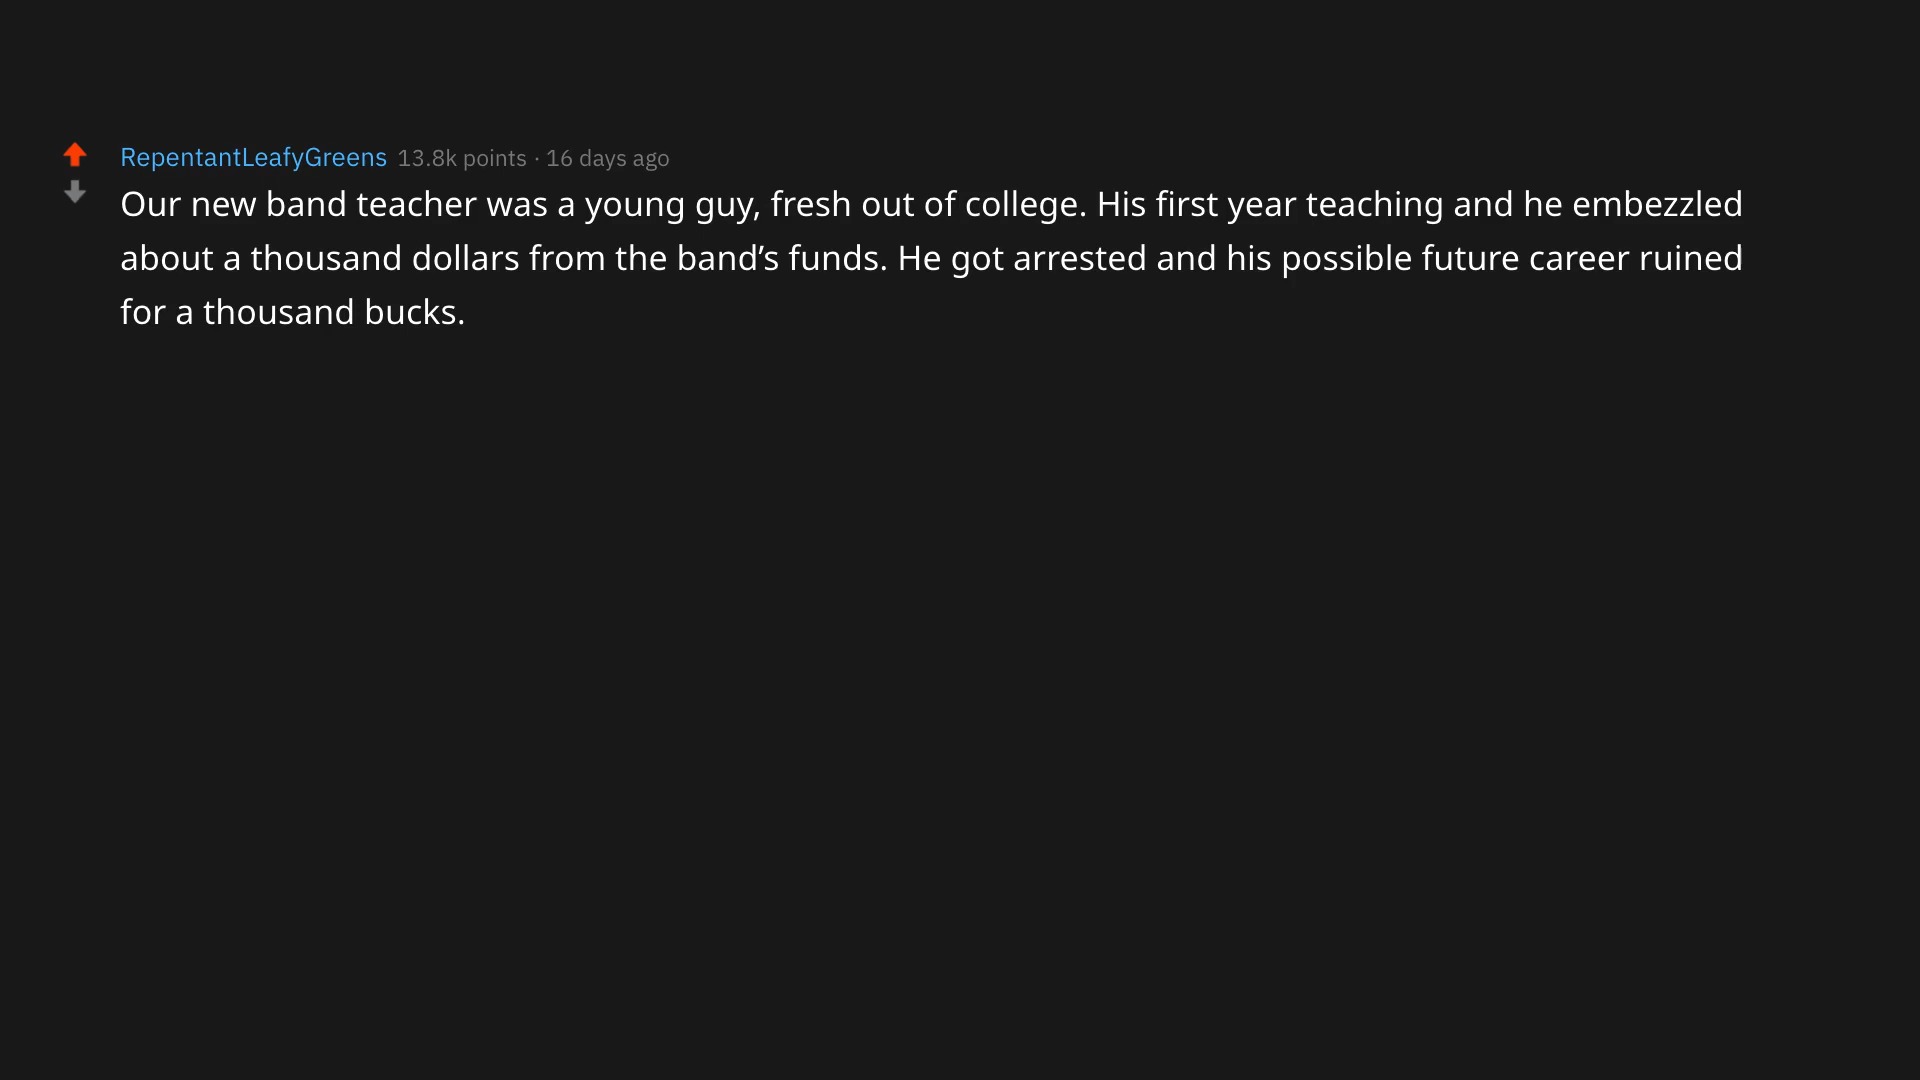 RepentantLeafyGreens 13.8k points · 16 days ago
Our new band teacher was a young guy, fresh out of college. His first year teaching and he embezzled
about a thousand dollars from the band’s funds. He got arrested and his possible future career ruined
for a thousand bucks.